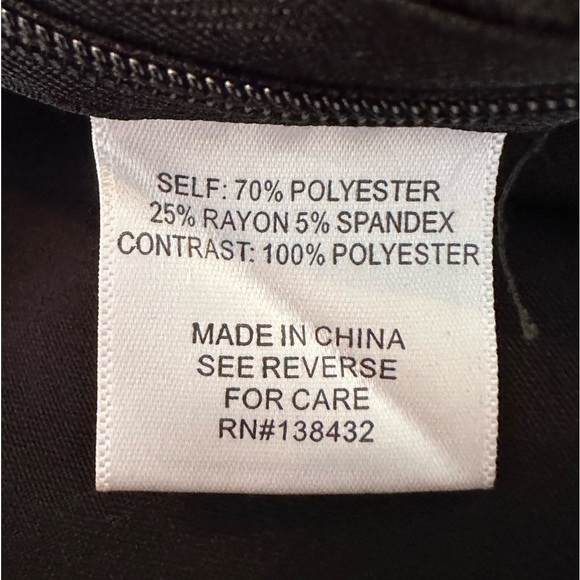 SELF: 70% POLYESTER
25% RAYON 5% SPANDEX
CONTRAST: 100% POLYESTER
MADE IN CHINA
SEE REVERSE
FOR CARE
RN#138432